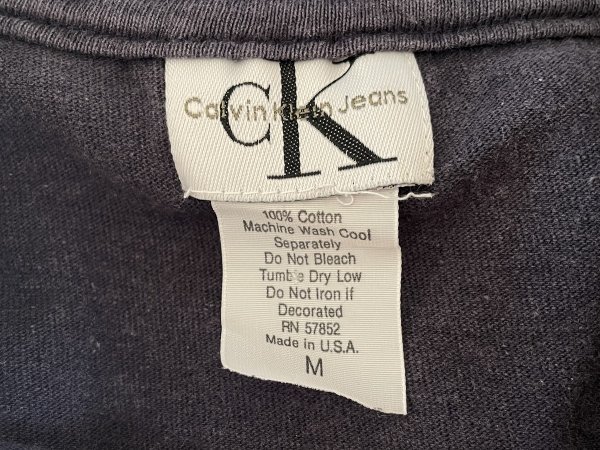 CK
Calvin Klein Jeans
100% Cotton
Machine Wash Cool
Separately
Do Not Bleach
Tumble Dry Low
Do Not Iron if
Decorated
RN 57852
Made in U.S.A.
M